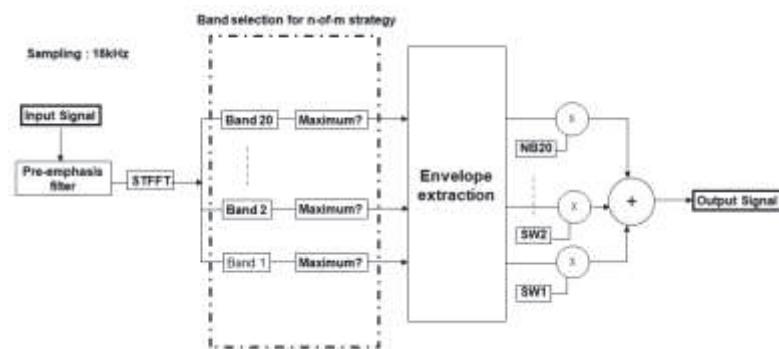 Band selection for n-of-m strategy
Sampling : 16kHz
Input Signal
Pre-emphasis
filter
STFFT
Band 20
Maximum?
Band 2
Maximum?
Band 1
Maximum?
Envelope
extraction
X
NB20
X
SW2
X
SW1
+
Output Signal